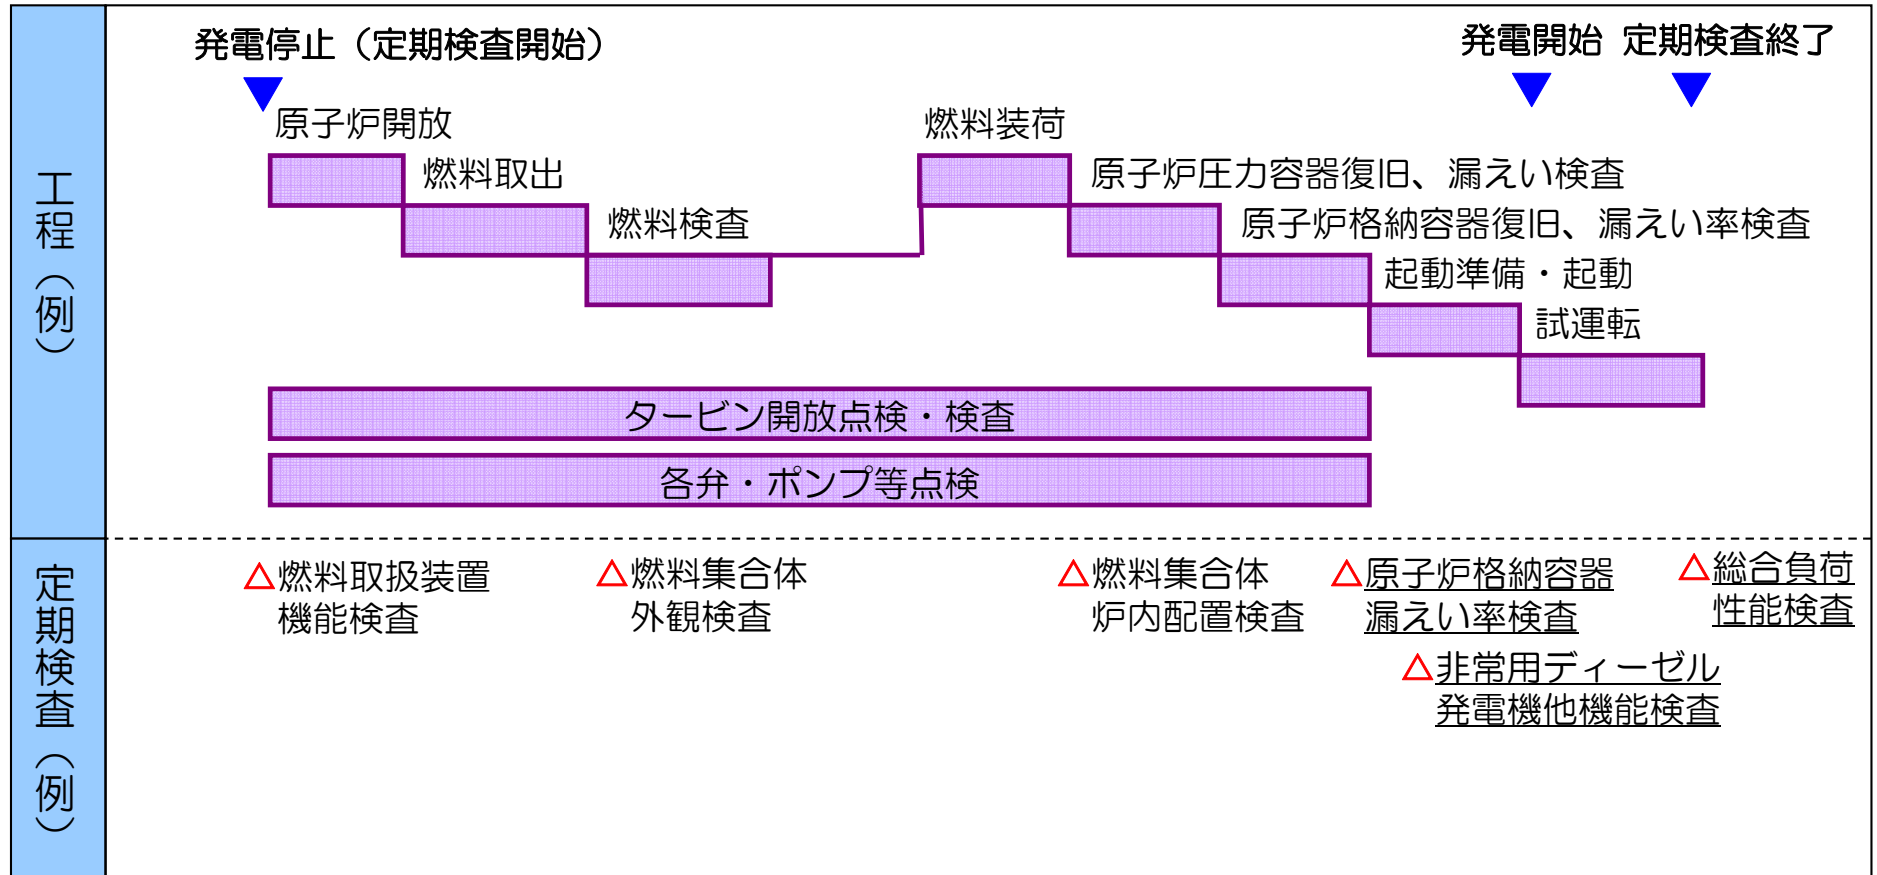 発電停止（定期検査開始）
発電開始 定期検査終了
工程（例）
原子炉開放
燃料装荷
燃料取出
原子炉圧力容器復旧、漏えい検査
燃料検査
原子炉格納容器復旧、漏えい率検査
起動準備・起動
試運転
タービン開放点検・検査
各弁・ポンプ等点検
定期検査（例）
△燃料取扱装置
機能検査
△燃料集合体
外観検査
△燃料集合体
炉内配置検査
△原子炉格納容器
漏えい率検査
△総合負荷
性能検査
△非常用ディーゼル
発電機他機能検査